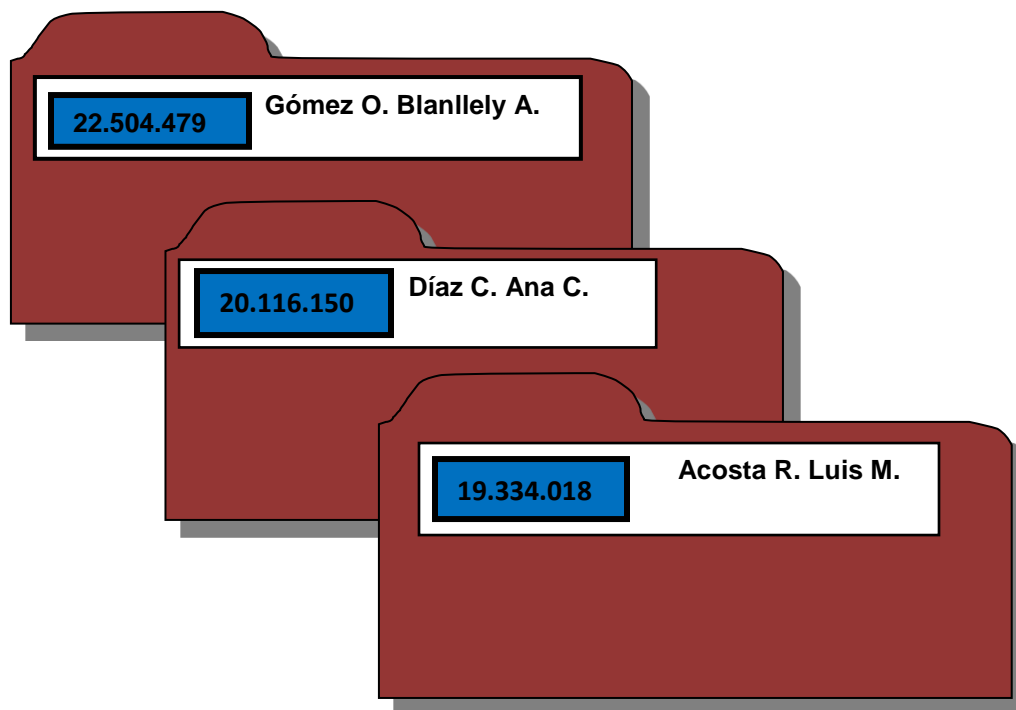 22.504.479 Gómez O. Blanllely A.
20.116.150 Díaz C. Ana C.
19.334.018 Acosta R. Luis M.